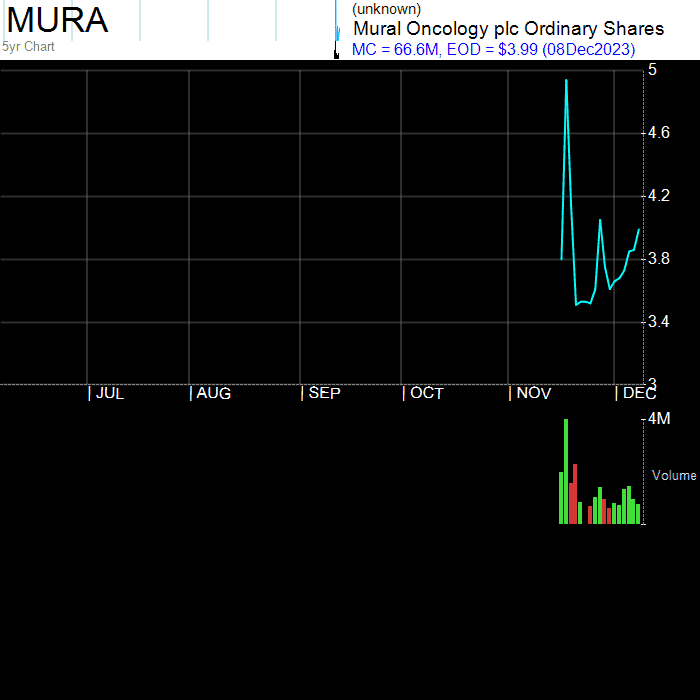 MURA
5yr Chart
(unknown)
Mural Oncology plc Ordinary Shares
MC = 66.6M, EOD = $3.99 (08Dec2023)
5
4.6
4.2
3.8
3.4
3
JUL
AUG
SEP
OCT
NOV
DEC
4M
Volume